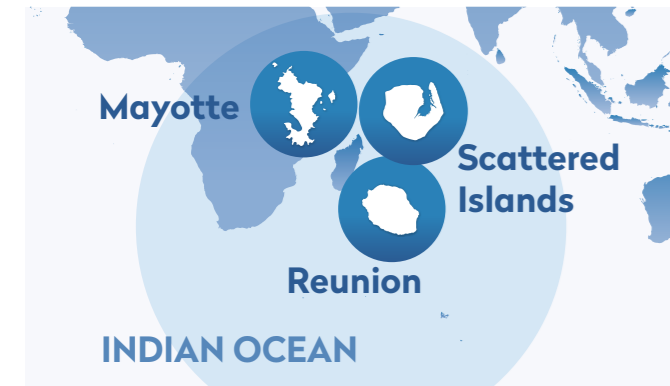 Mayotte
Scattered
Islands
Reunion
INDIAN OCEAN